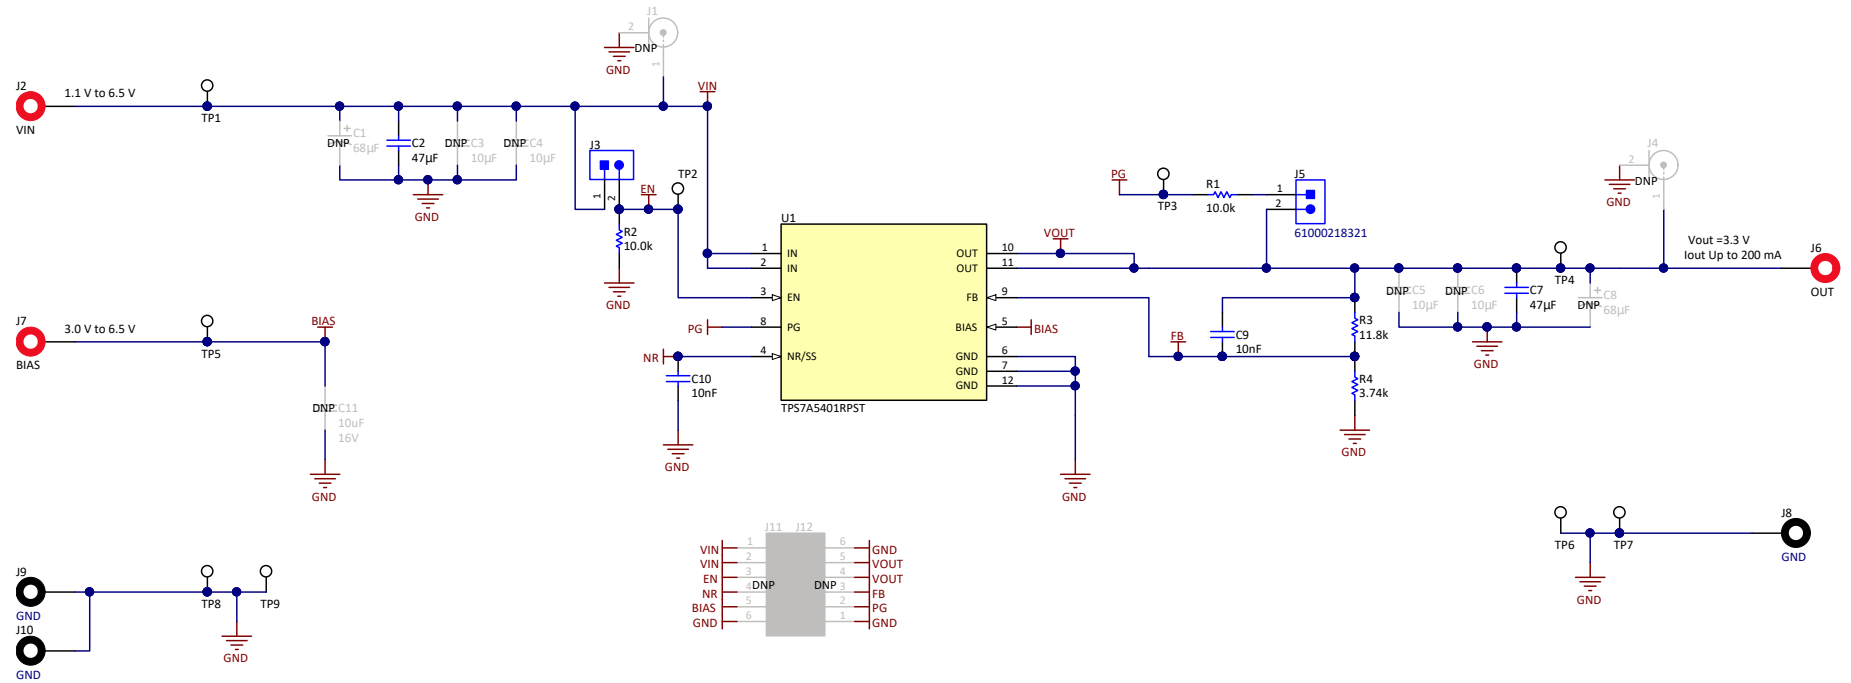 J1
2
DNP
1
GND
J2
1.1 V to 6.5 V
VIN
TP1
VIN
DNP
+
C1
68µF
C2
47µF
DNP
C3
10µF
DNP
C4
10µF
GND
J3
1
2
EN
TP2
R2
10.0k
GND
U1
1
IN
2
IN
3
EN
PG
8
PG
NR
4
NR/SS
C10
10nF
GND
OUT
10
OUT
11
FB
9
BIAS
5
BIAS
GND
6
GND
7
GND
12
TPS7A5401RPST
GND
VOUT
PG
TP3
R1
10.0k
J5
1
2
61000218321
FB
C9
10nF
R3
11.8k
R4
3.74k
GND
DNP
C5
10µF
DNP
C6
10µF
C7
47µF
DNP
+
C8
68µF
GND
TP4
J4
2
DNP
1
GND
Vout =3.3 V
Iout Up to 200 mA
J6
OUT
J7
3.0 V to 6.5 V
BIAS
TP5
BIAS
DNP
C11
10uF
16V
GND
J9
GND
J10
GND
TP8
TP9
GND
J11
J12
VIN
1
6
GND
VIN
2
5
VOUT
EN
3
4
VOUT
NR
4
DNP
DNP
3
FB
BIAS
5
2
PG
GND
6
1
GND
TP6
TP7
GND
J8
GND